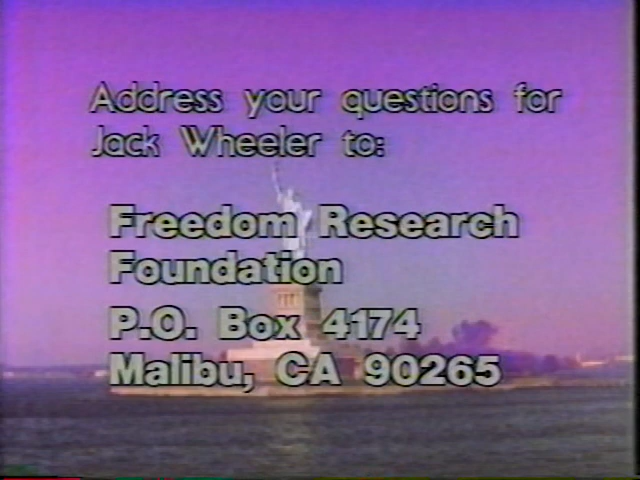 Address your questions for
Jack Wheeler to:
Freedom Research
Foundation
P.O. Box 4174
Malibu, CA 90265